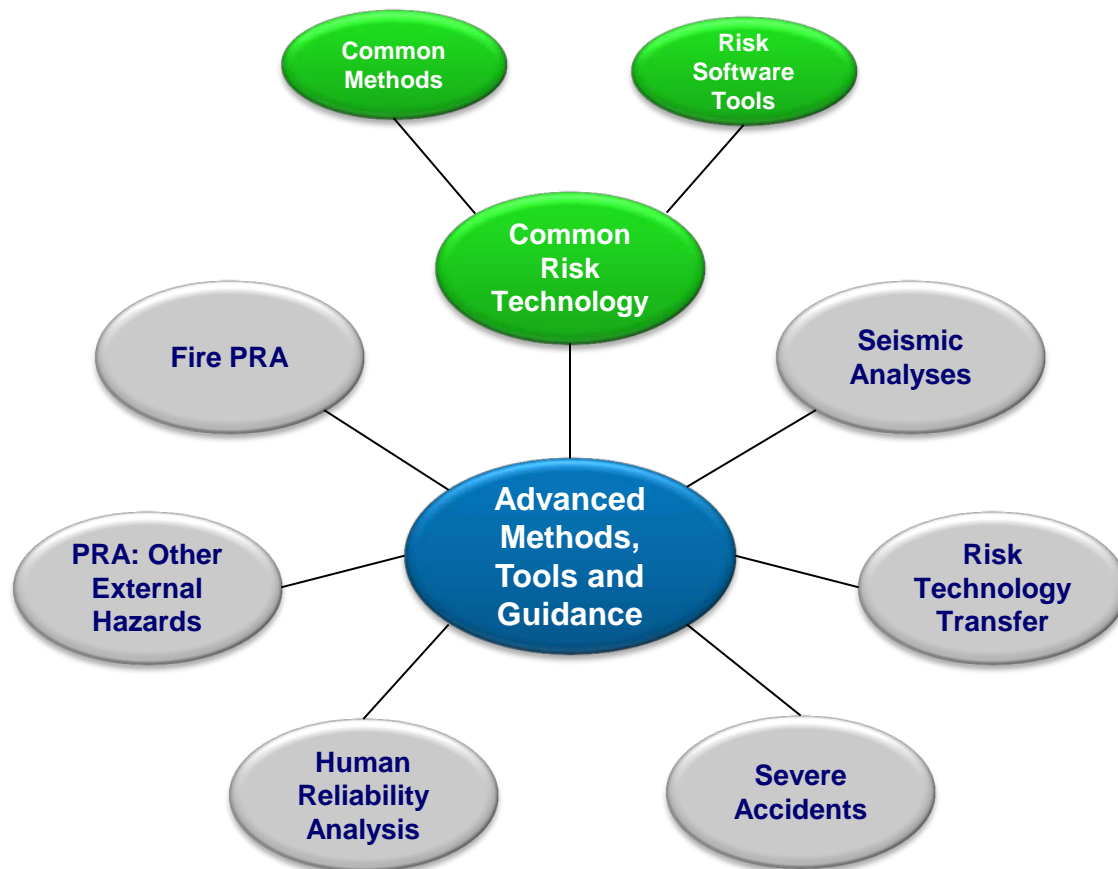 Common
Methods
Risk
Software
Tools
Common
Risk
Technology
Fire PRA
Seismic
Analyses
Advanced
Methods,
Tools and
Guidance
PRA: Other
External
Hazards
Risk
Technology
Transfer
Human
Reliability
Analysis
Severe
Accidents